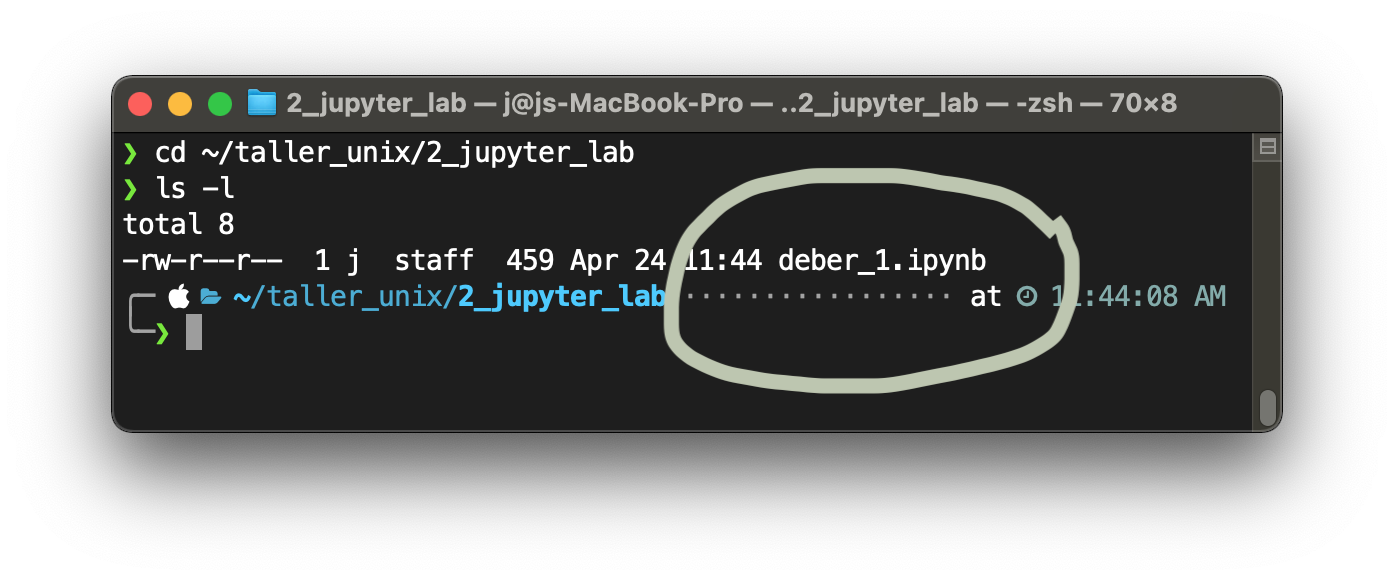 2_jupyter_lab — j@js-MacBook-Pro — ..2_jupyter_lab — -zsh — 70×8
❯ cd ~/taller_unix/2_jupyter_lab
❯ ls -l
total 8
-rw-r--r--  1 j  staff  459 Apr 24 11:44 deber_1.ipynb
~/taller_unix/2_jupyter_lab ················· at 11:44:08 AM
❯